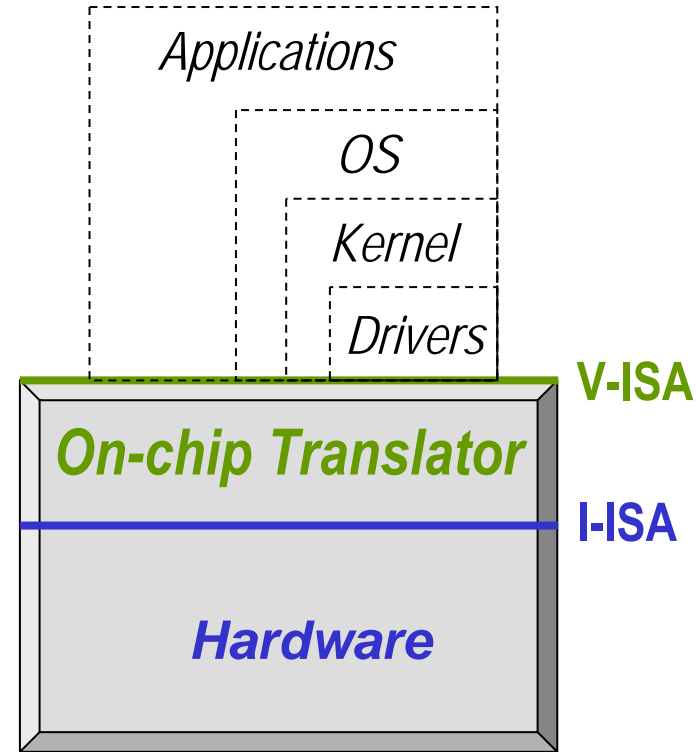 Applications
OS
Kernel
Drivers
V-ISA
On-chip Translator
I-ISA
Hardware